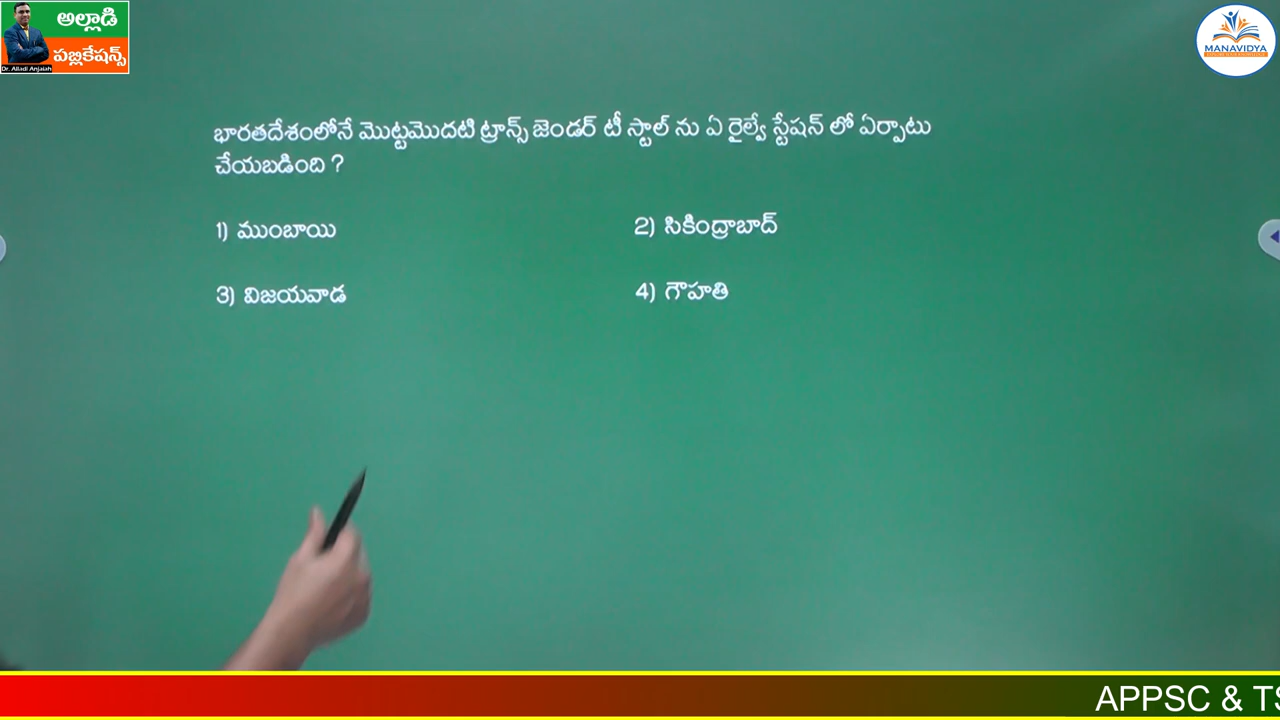 అల్లాడి
పబ్లికేషన్స్
Dr. Alladi Anjaiah
MANAVIDYA
భారతదేశంలోనే మొట్టమొదటి ట్రాన్స్ జెండర్ టీ స్టాల్ ను ఏ రైల్వే స్టేషన్ లో ఏర్పాటు
చేయబడింది ?
1) ముంబాయి
2) సికింద్రాబాద్
3) విజయవాడ
4) గౌహతి
APPSC & TS